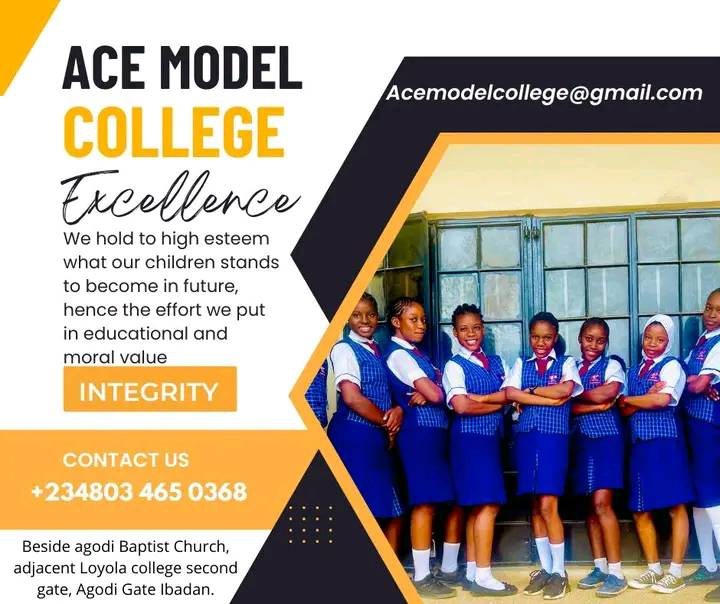 ACE MODEL
COLLEGE
Excellence
We hold to high esteem
what our children stands
to become in future,
hence the effort we put
in educational and
moral value
INTEGRITY
CONTACT US
+234803 465 0368
Beside agodi Baptist Church,
adjacent Loyola college second
gate, Agodi Gate Ibadan.
Acemodelcollege@gmail.com